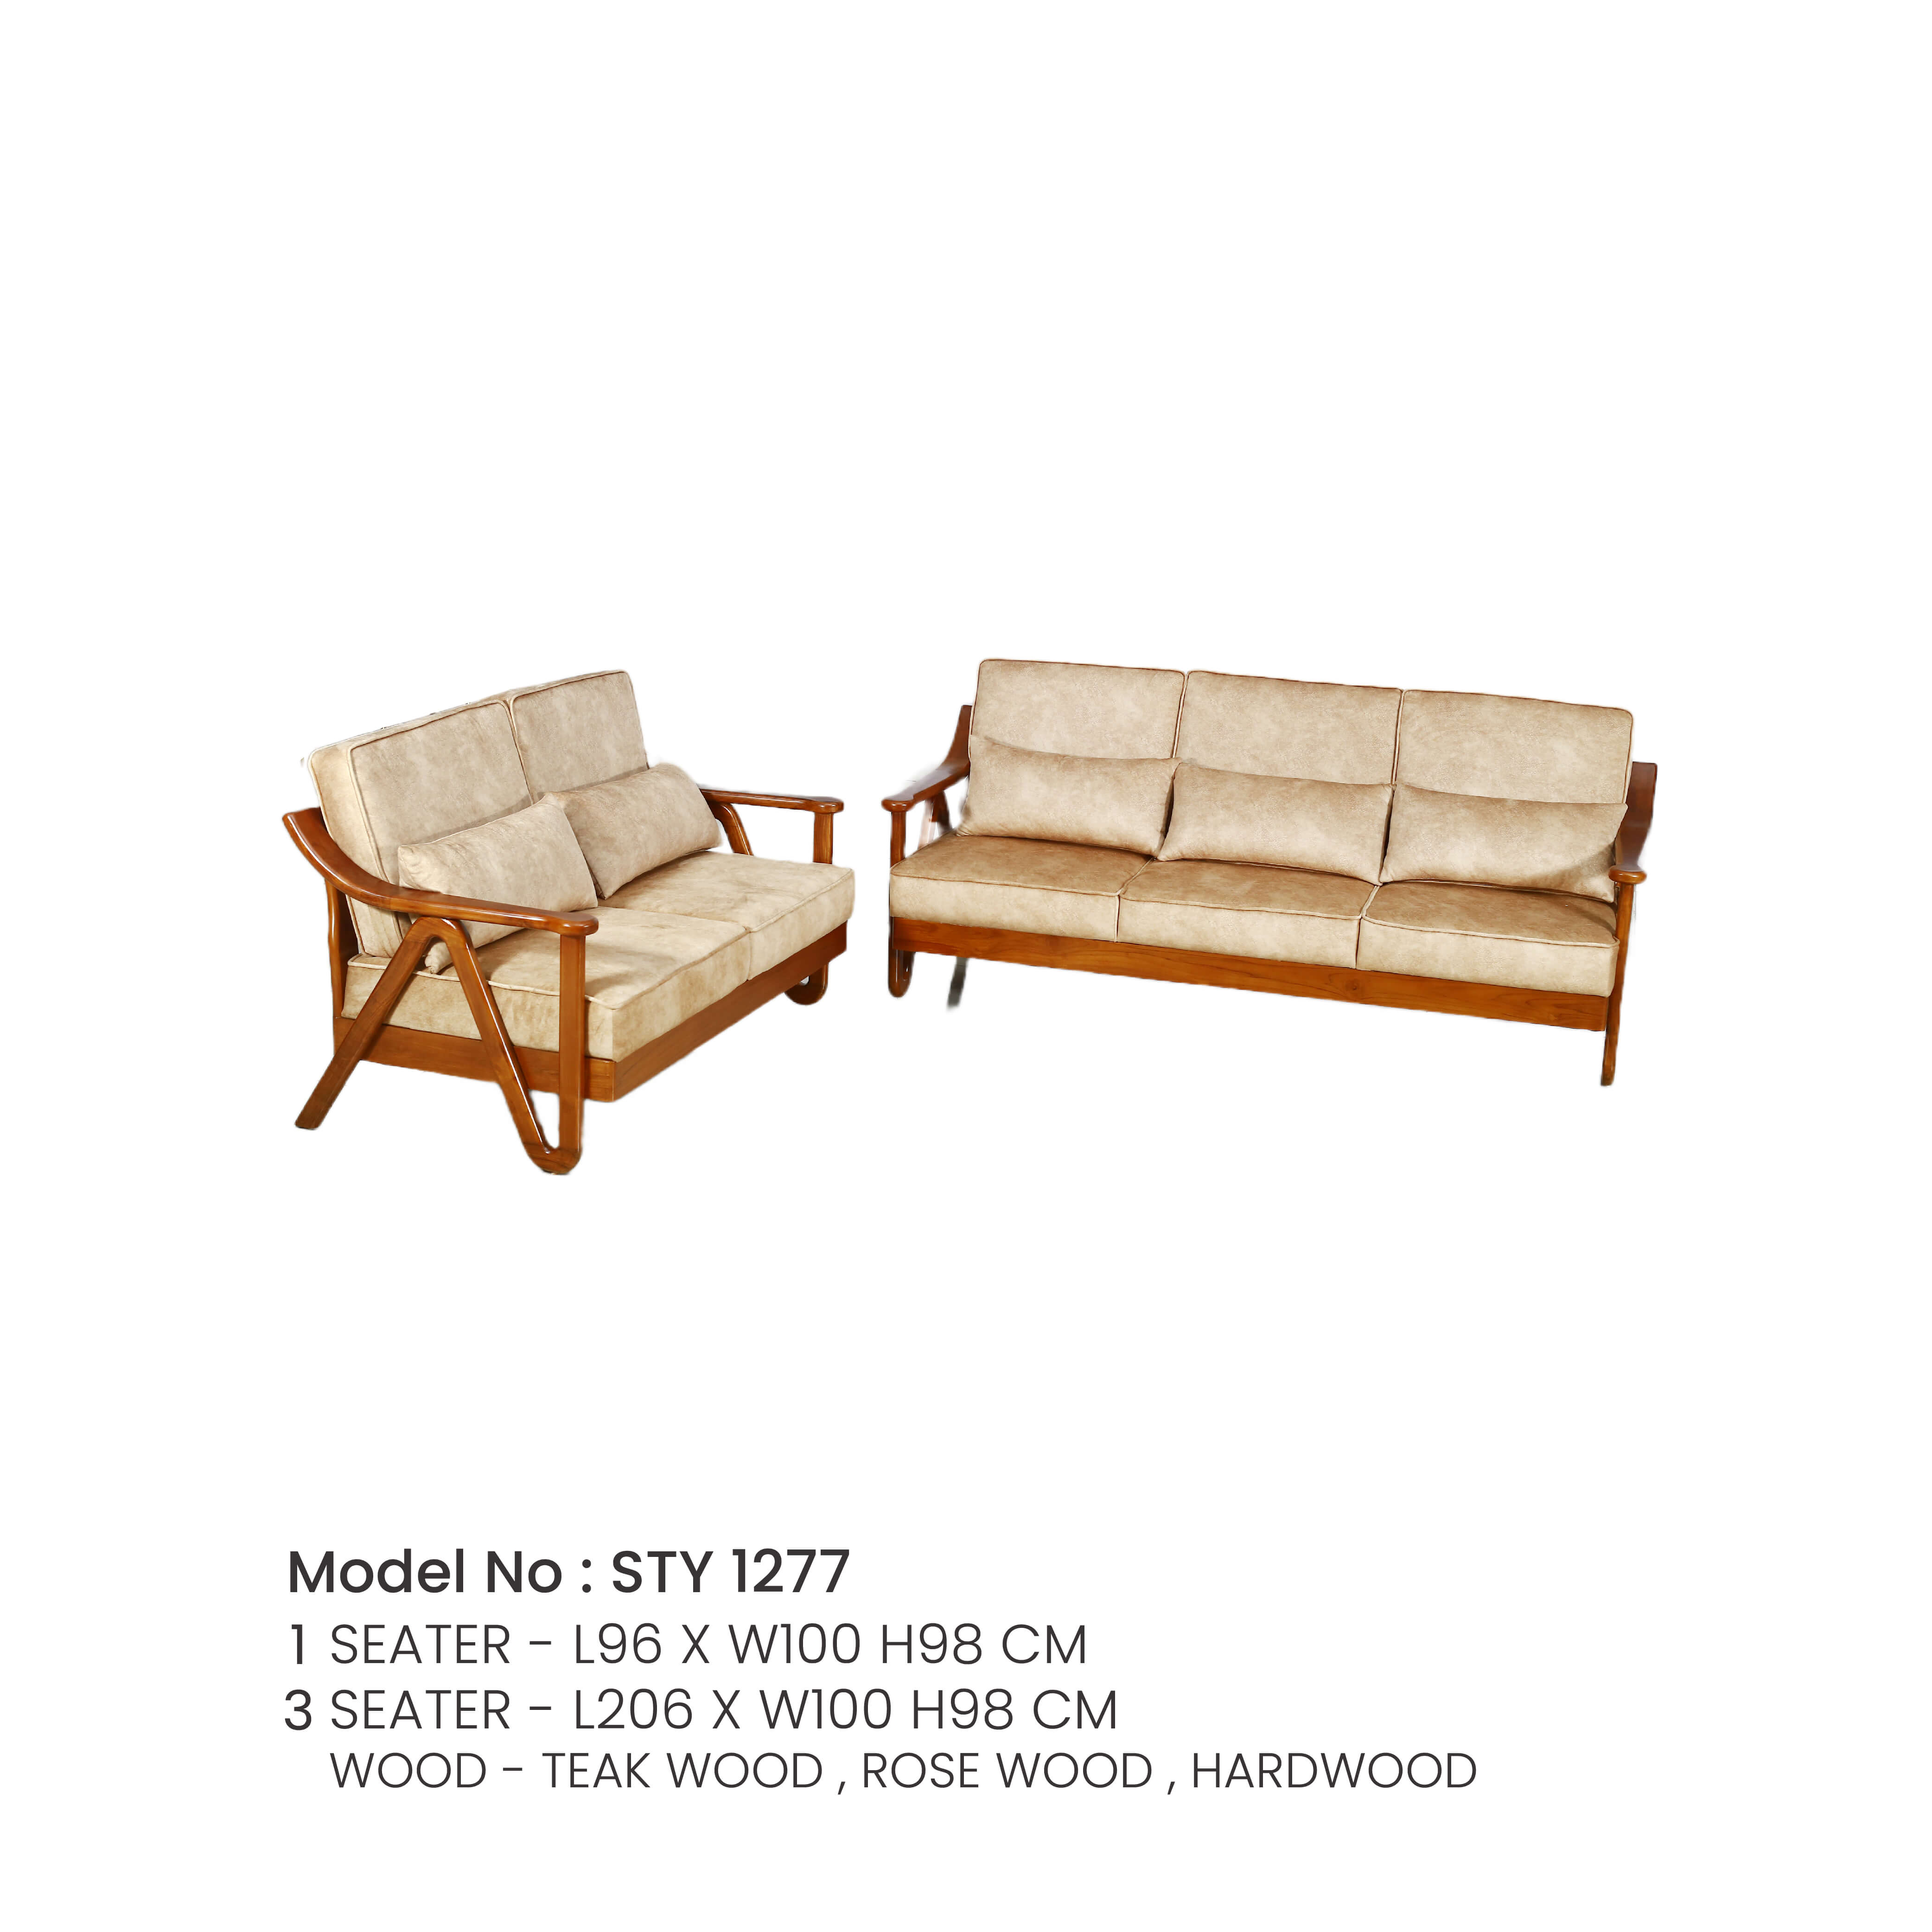 Model No : STY 1277
1 SEATER - L96 X W100 H98 CM
3 SEATER - L206 X W100 H98 CM
WOOD - TEAK WOOD , ROSE WOOD , HARDWOOD